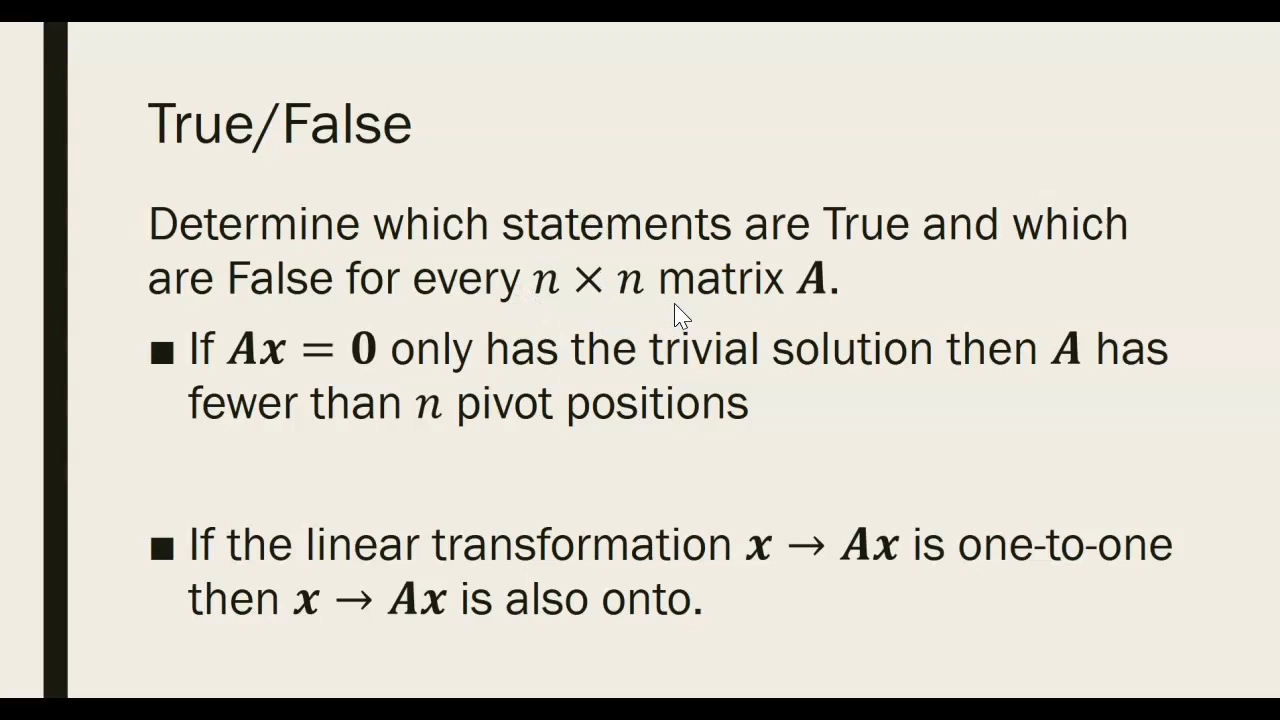 True/False
Determine which statements are True and which
are False for every n × n matrix A.
■ If Ax = 0 only has the trivial solution then A has
fewer than n pivot positions
■ If the linear transformation x → Ax is one-to-one
then x → Ax is also onto.